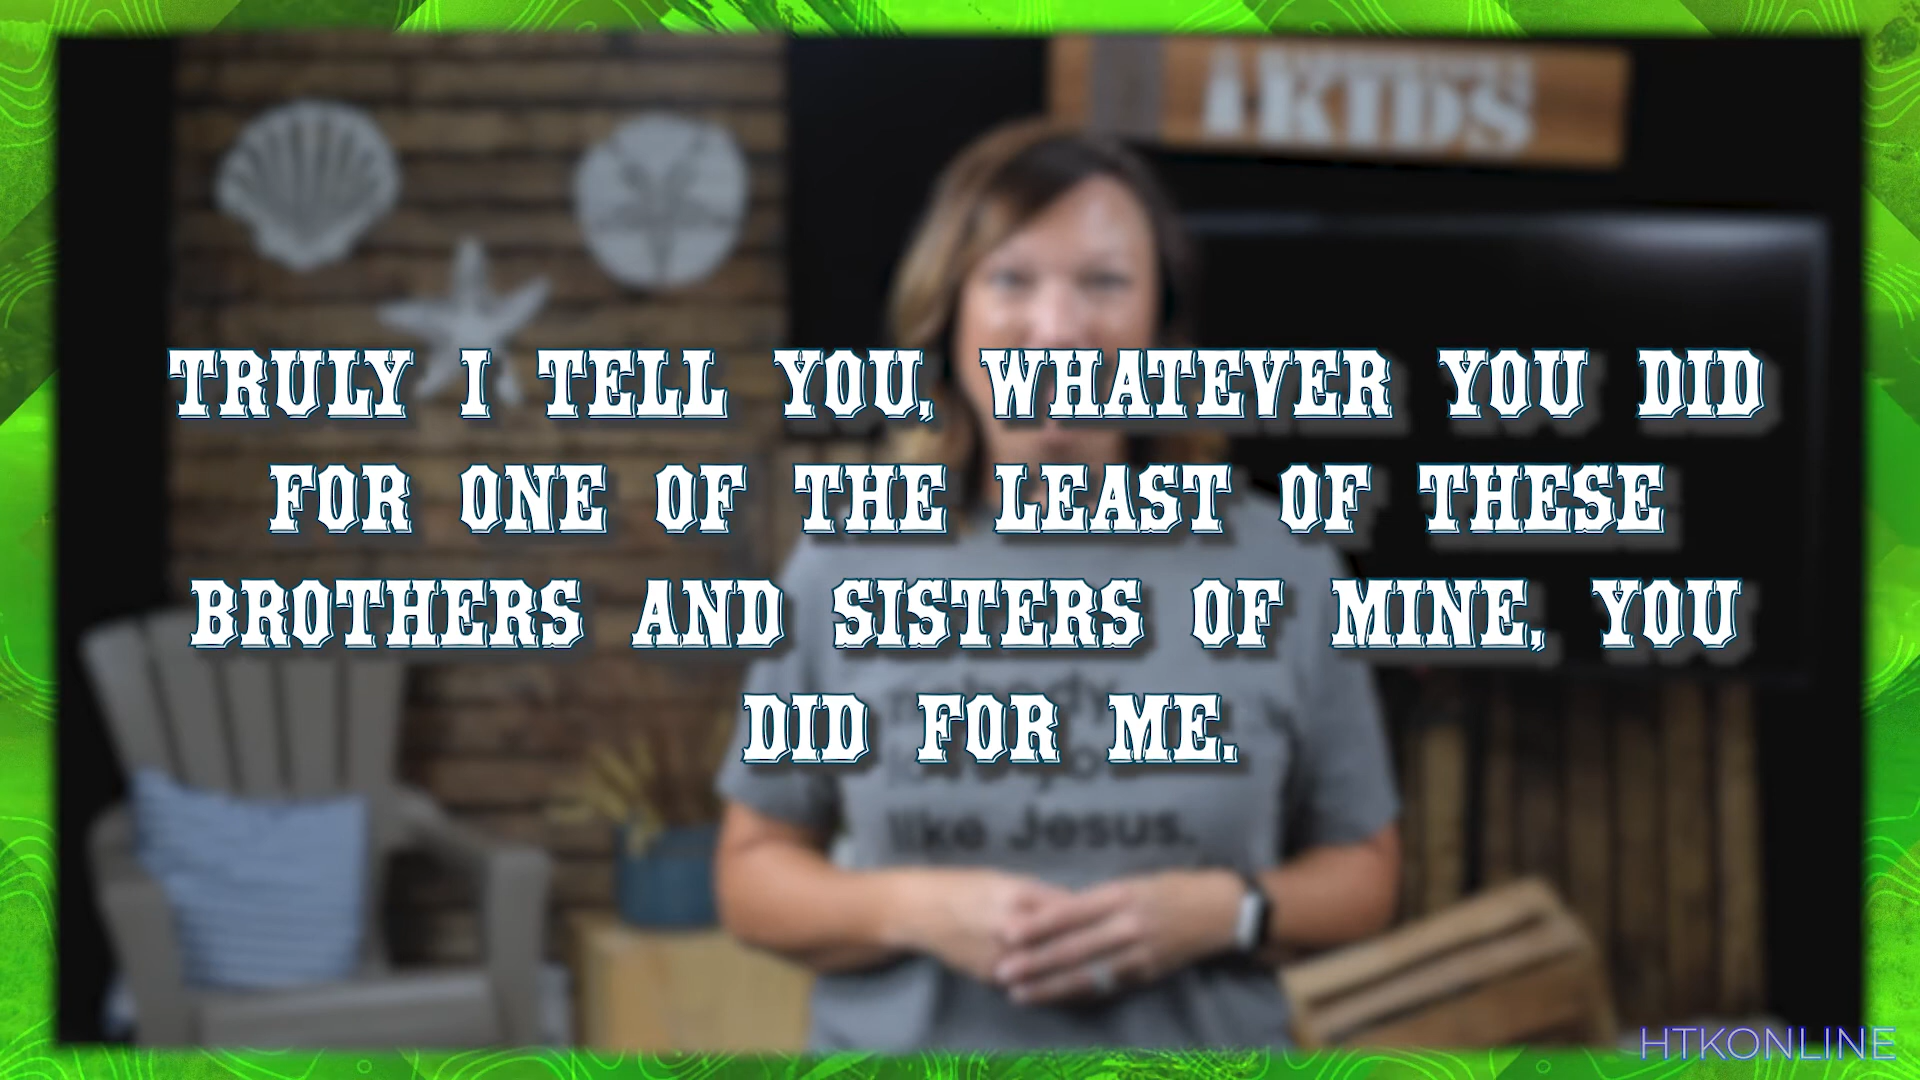 KIDS
TRULY I TELL YOU, WHATEVER YOU DID
FOR ONE OF THE LEAST OF THESE
BROTHERS AND SISTERS OF MINE, YOU
DID FOR ME.
nobody
like Jesus.
HTKONLINE